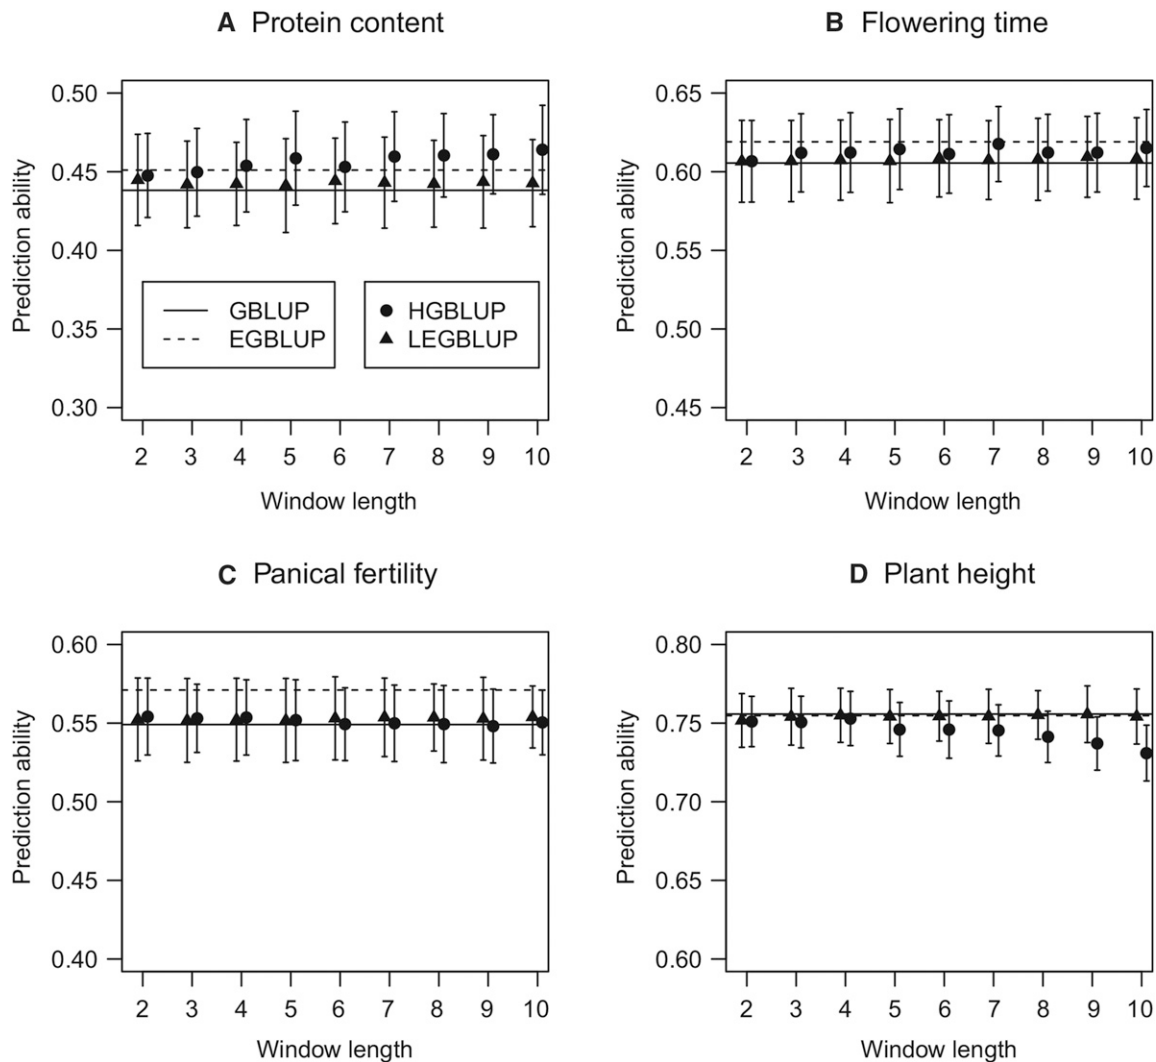 A Protein content
0.50
0.45
0.40
0.35
0.30
Prediction ability
GBLUP
EGBLUP
HGBLUP
LEGBLUP
2 3 4 5 6 7 8 9 10
Window length
B Flowering time
0.65
0.60
0.55
0.50
0.45
Prediction ability
2 3 4 5 6 7 8 9 10
Window length
C Panical fertility
0.60
0.55
0.50
0.45
0.40
Prediction ability
2 3 4 5 6 7 8 9 10
Window length
D Plant height
0.80
0.75
0.70
0.65
0.60
Prediction ability
2 3 4 5 6 7 8 9 10
Window length